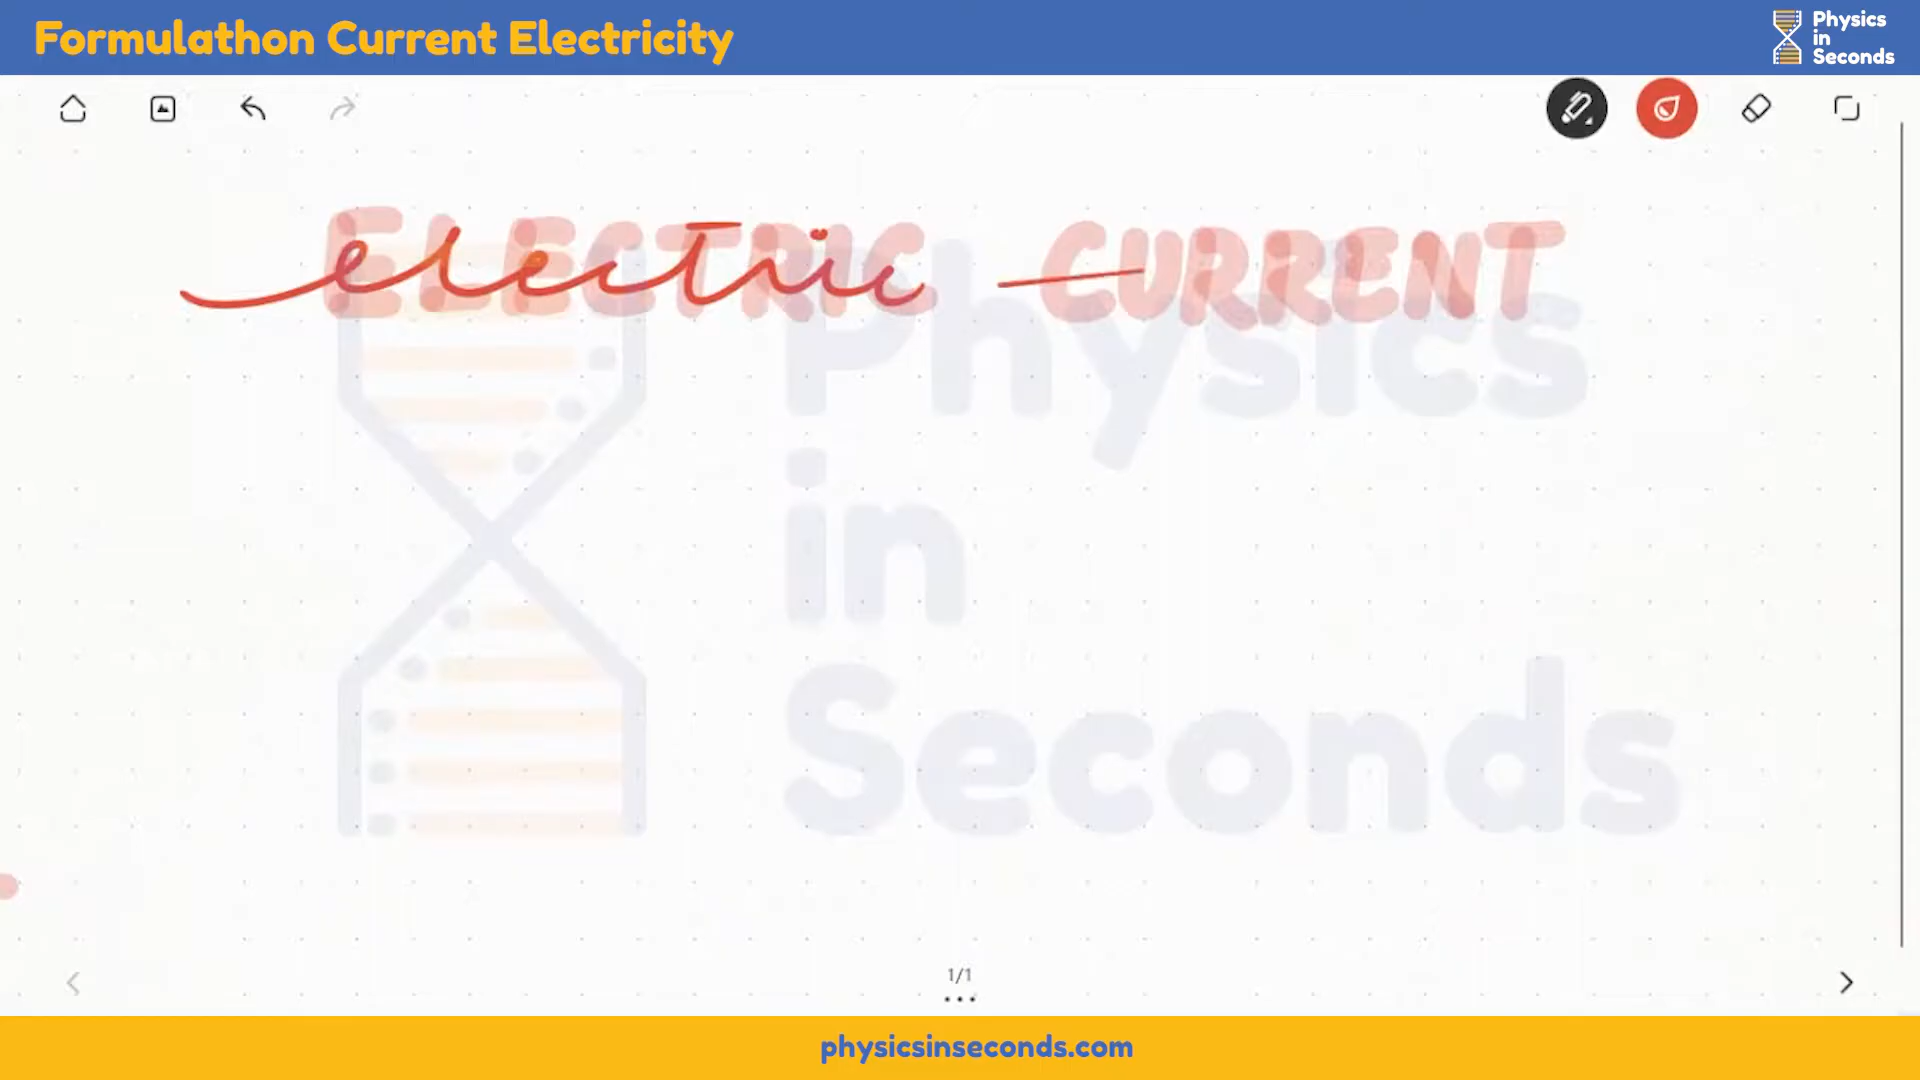 Formulathon Current Electricity
Physics
in
Seconds
ELECTRIC CURRENT
electric
Physics
in
Seconds
1/1
physicsinseconds.com